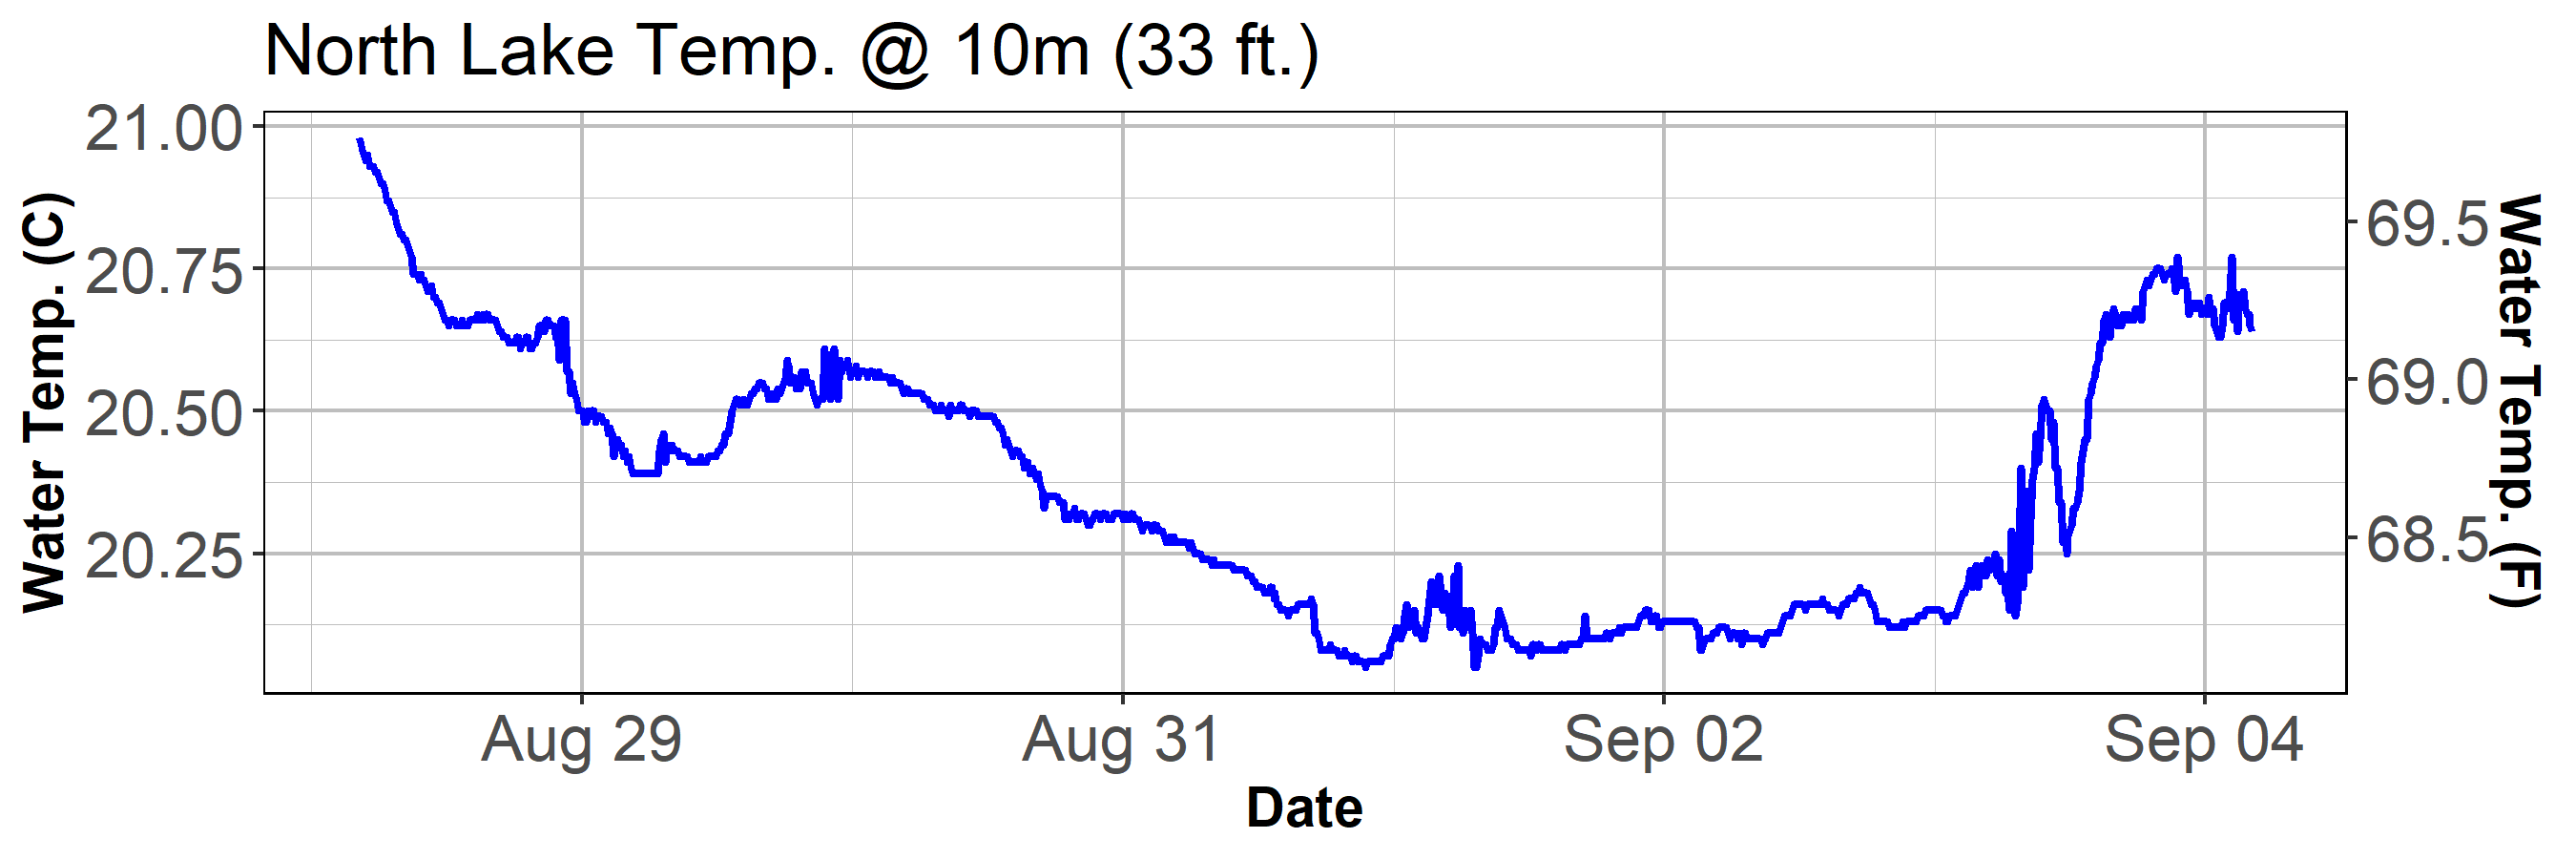 North Lake Temp. @ 10m (33 ft.)
Water Temp. (C)
21.00
20.75
20.50
20.25
69.5
69.0
68.5
Water Temp. (F)
Aug 29
Aug 31
Sep 02
Sep 04
Date